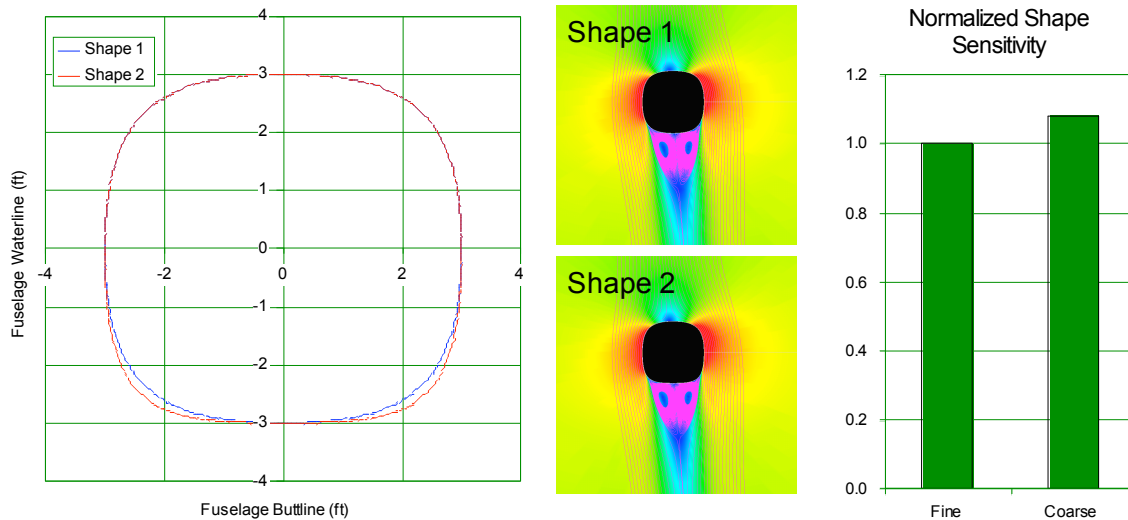 4
Shape 1
Shape 2
3
2
1
0
-4
-2
0
2
4
-1
-2
-3
-4
Fuselage Waterline (ft)
Fuselage Buttline (ft)
Shape 1
Shape 2
Normalized Shape
Sensitivity
1.2
1.0
0.8
0.6
0.4
0.2
0.0
Fine
Coarse